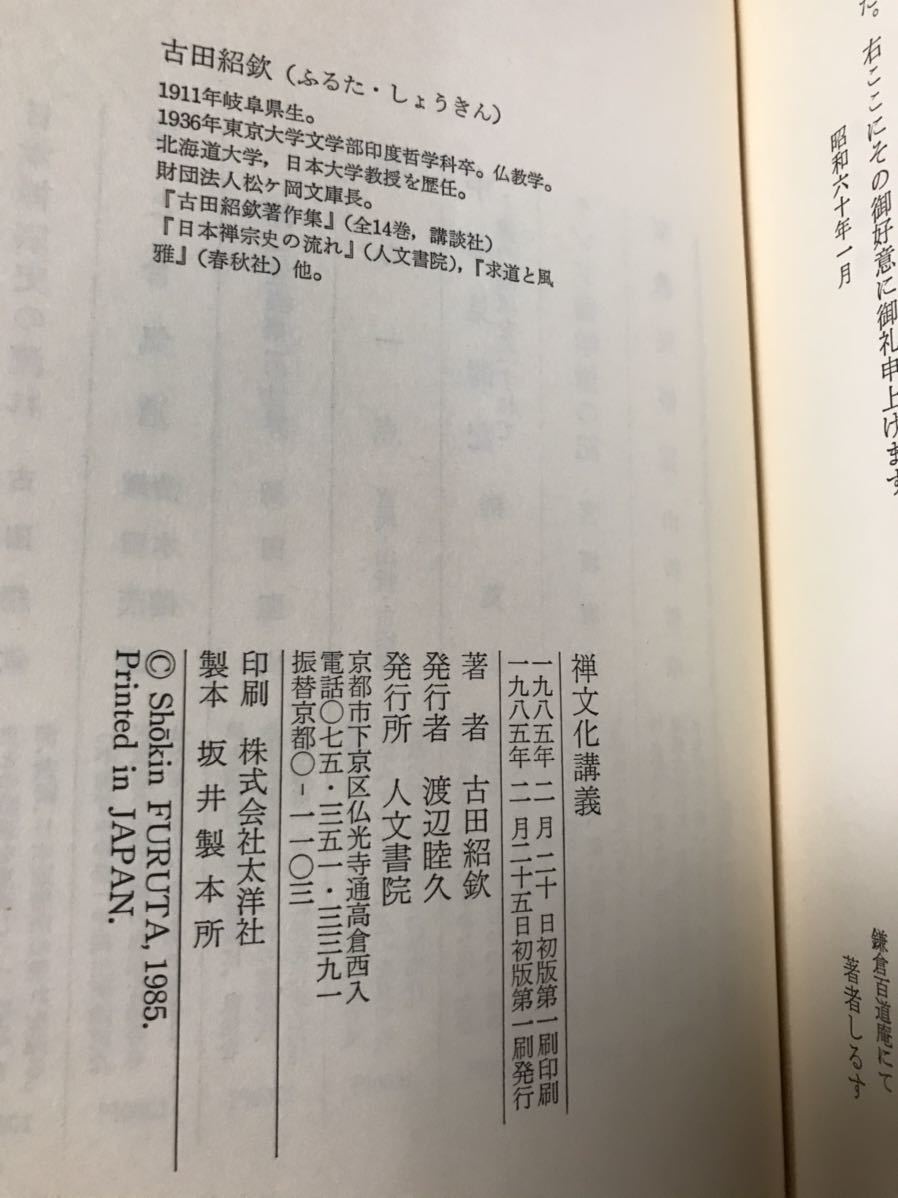 た。右ここにその御好意に御礼申上げます
昭和六十年一月
鎌倉百道庵にて
著者しるす
古田紹欽（ふるた・しょうきん）
1911年岐阜県生。
1936年東京大学文学部印度哲学科卒。仏教学。
北海道大学，日本大学教授を歴任。
財団法人松ケ岡文庫長。
『古田紹欽著作集』（全14巻，講談社）
『日本禅宗史の流れ』（人文書院），『求道と風
雅』（春秋社）他。
禅文化講義
一九八五年 二 月 二十 日初版第一刷印刷
一九八五年 二 月二十五日初版第一刷発行
著 者 古田紹欽
発行者 渡辺睦久
発行所 人文書院
京都市下京区仏光寺通高倉西入
電話〇七五・三五一・三三九一
振替京都〇－一一〇三
印刷 株式会社太洋社
製本 坂井製本所
© Shōkin FURUTA, 1985.
Printed in JAPAN.